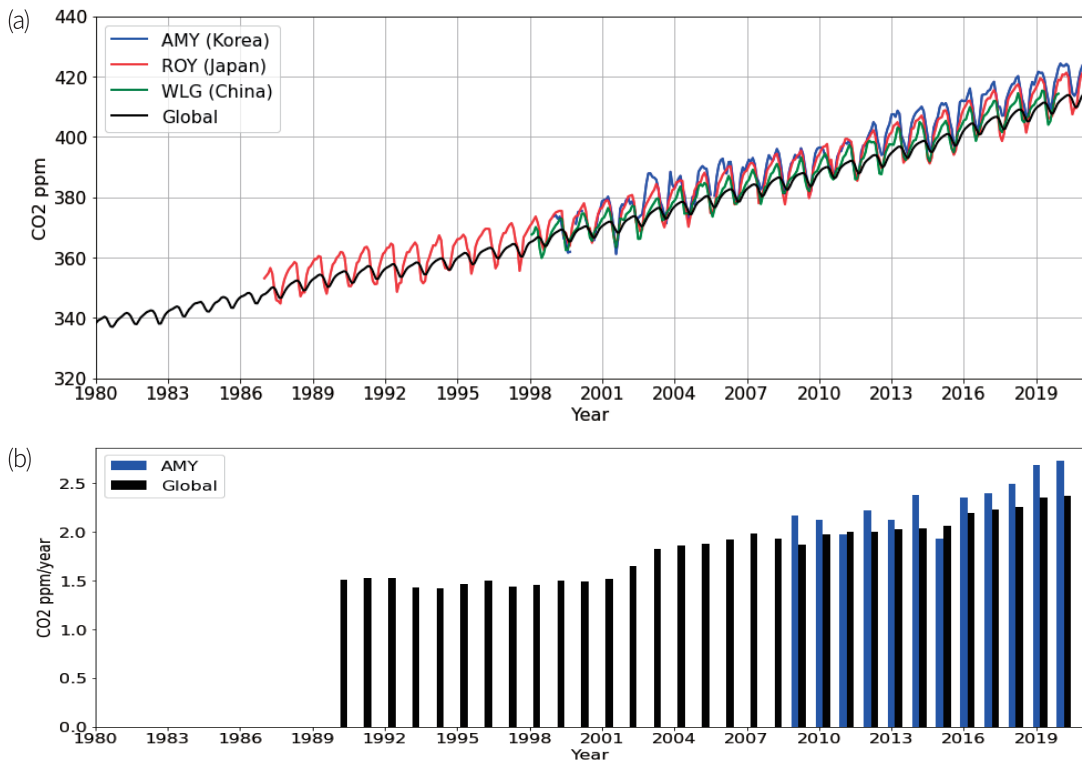 (a)
440
420
400
380
360
340
320
CO2 ppm
AMY (Korea)
ROY (Japan)
WLG (China)
Global
1980 1983 1986 1989 1992 1995 1998 2001 2004 2007 2010 2013 2016 2019
Year
(b)
2.5
2.0
1.5
1.0
0.5
0.0
CO2 ppm/year
AMY
Global
1980 1983 1986 1989 1992 1995 1998 2001 2004 2007 2010 2013 2016 2019
Year